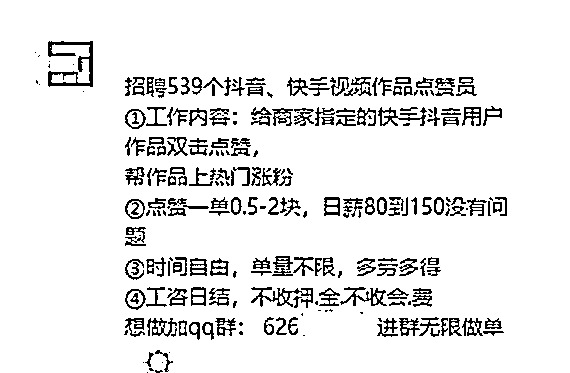 招聘539个抖音、快手视频作品点赞员
①工作内容：给商家指定的快手抖音用户
作品双击点赞，
帮作品上热门涨粉
②点赞一单0.5-2块，日薪80到150没有问
题
③时间自由，单量不限，多劳多得
④工咨日结，不收押.金.不收会.费
想做加qq群： 626 进群无限做单